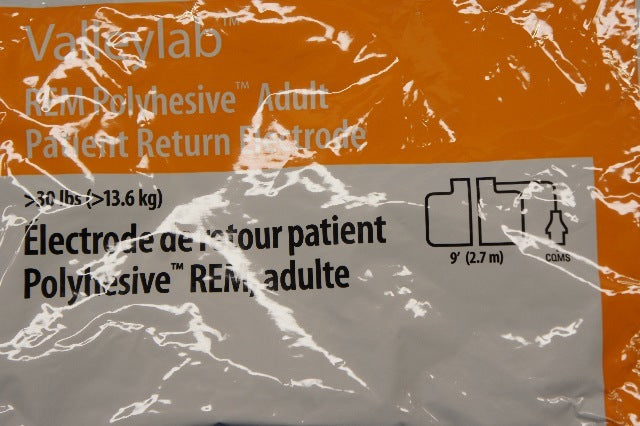 Valleylab™
REM Polyhesive™ Adult
Patient Return Electrode
>30 lbs (>13.6 kg)
Électrode de retour patient
Polyhesive™ REM, adulte
9' (2.7 m)
CQMS